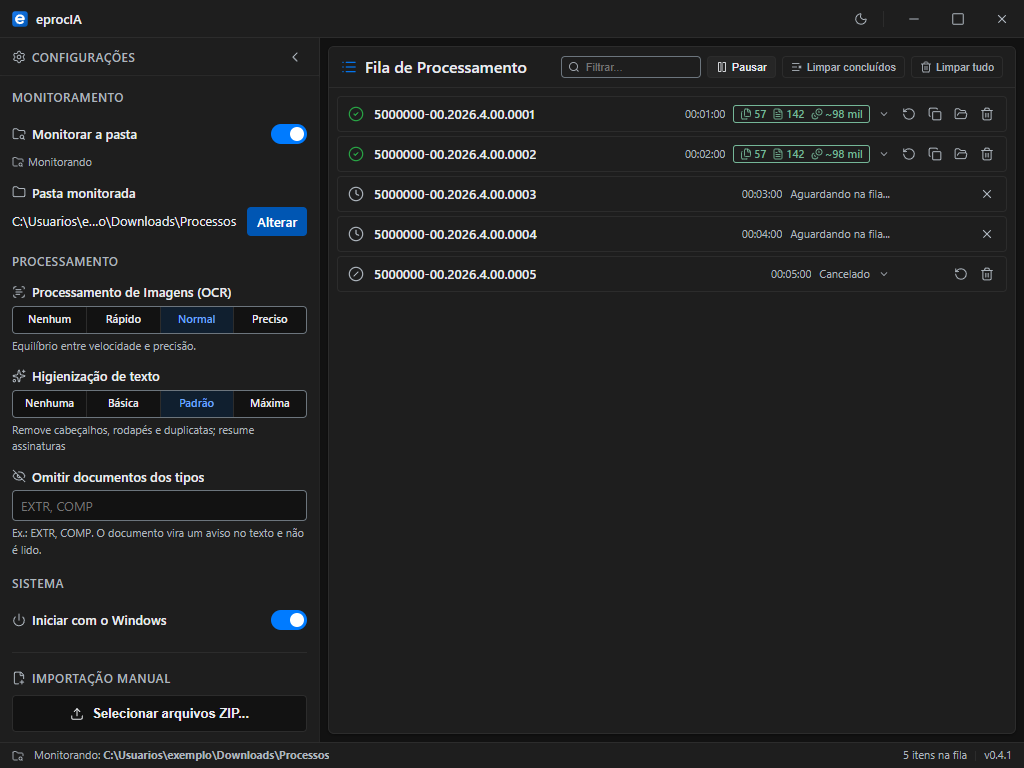 eprocIA
CONFIGURAÇÕES
MONITORAMENTO
Monitorar a pasta
Monitorando
Pasta monitorada
C:\Usuarios\e...o\Downloads\Processos
Alterar
PROCESSAMENTO
Processamento de Imagens (OCR)
Nenhum Rápido Normal Preciso
Equilíbrio entre velocidade e precisão.
Higienização de texto
Nenhuma Básica Padrão Máxima
Remove cabeçalhos, rodapés e duplicatas; resume
assinaturas
Omitir documentos dos tipos
EXTR, COMP
Ex.: EXTR, COMP. O documento vira um aviso no texto e não
é lido.
SISTEMA
Iniciar com o Windows
IMPORTAÇÃO MANUAL
Selecionar arquivos ZIP...
Fila de Processamento
Filtrar...
Pausar
Limpar concluídos
Limpar tudo
5000000-00.2026.4.00.0001 00:01:00 57 142 ~98 mil
5000000-00.2026.4.00.0002 00:02:00 57 142 ~98 mil
5000000-00.2026.4.00.0003 00:03:00 Aguardando na fila...
5000000-00.2026.4.00.0004 00:04:00 Aguardando na fila...
5000000-00.2026.4.00.0005 00:05:00 Cancelado
Monitorando: C:\Usuarios\exemplo\Downloads\Processos
5 itens na fila
v0.4.1